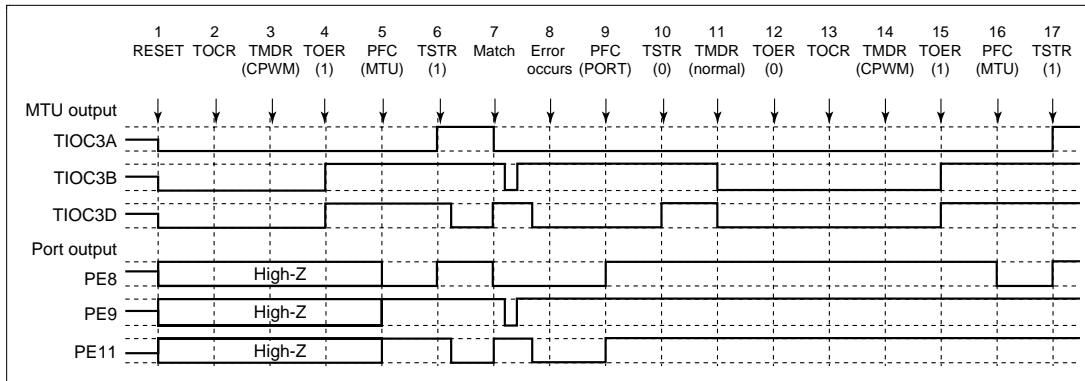 1 2 3 4 5 6 7 8 9 10 11 12 13 14 15 16 17
RESET TOCR TMDR TOER PFC TSTR Match Error PFC TSTR TMDR TOER TOCR TMDR TOER PFC TSTR
(CPWM) (1) (MTU) (1) occurs (PORT) (0) (normal) (0) (CPWM) (1) (MTU) (1)
MTU output
TIOC3A
TIOC3B
TIOC3D
Port output
PE8 High-Z
PE9 High-Z
PE11 High-Z